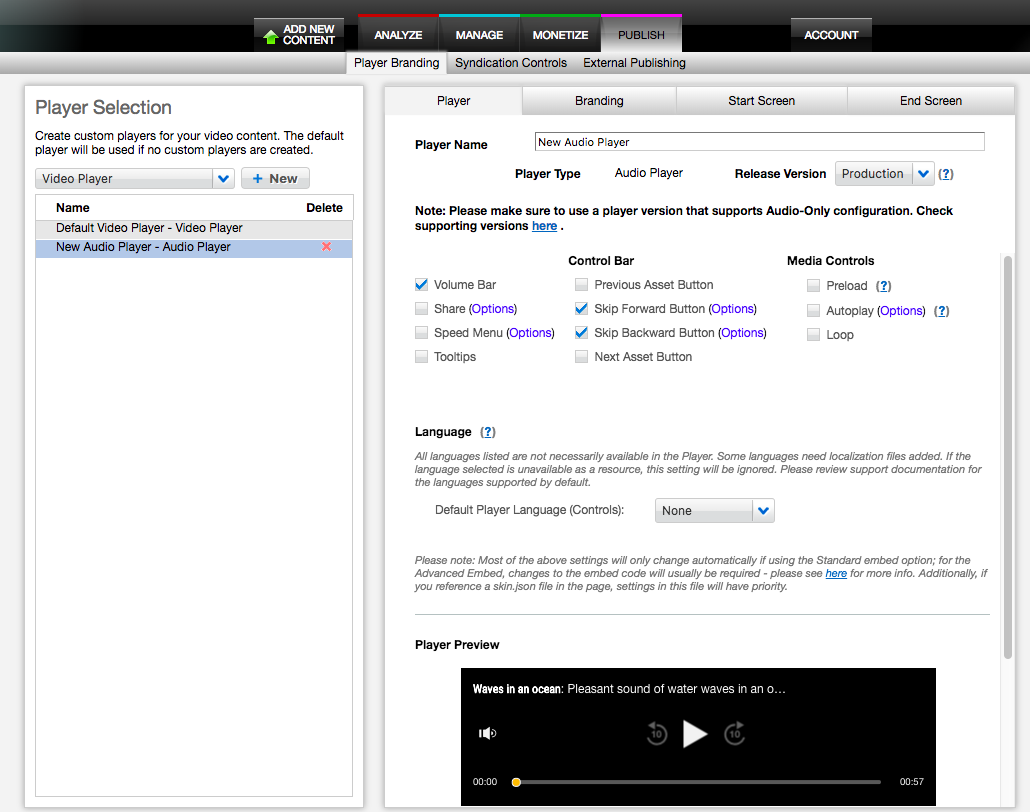 ADD NEW
CONTENT
ANALYZE
MANAGE
MONETIZE
PUBLISH
ACCOUNT
Player Branding
Syndication Controls
External Publishing
Player Selection
Create custom players for your video content. The default
player will be used if no custom players are created.
Video Player
+ New
Name Delete
Default Video Player - Video Player
New Audio Player - Audio Player
Player
Branding
Start Screen
End Screen
Player Name New Audio Player
Player Type Audio Player Release Version Production (?)
Note: Please make sure to use a player version that supports Audio-Only configuration. Check
supporting versions here .
Control Bar
Media Controls
Volume Bar
Previous Asset Button
Preload (?)
Share (Options)
Skip Forward Button (Options)
Autoplay (Options) (?)
Speed Menu (Options)
Skip Backward Button (Options)
Loop
Tooltips
Next Asset Button
Language (?)
All languages listed are not necessarily available in the Player. Some languages need localization files added. If the
language selected is unavailable as a resource, this setting will be ignored. Please review support documentation for
the languages supported by default.
Default Player Language (Controls): None
Please note: Most of the above settings will only change automatically if using the Standard embed option; for the
Advanced Embed, changes to the embed code will usually be required - please see here for more info. Additionally, if
you reference a skin.json file in the page, settings in this file will have priority.
Player Preview
Waves in an ocean: Pleasant sound of water waves in an o…
10
10
00:00
00:57